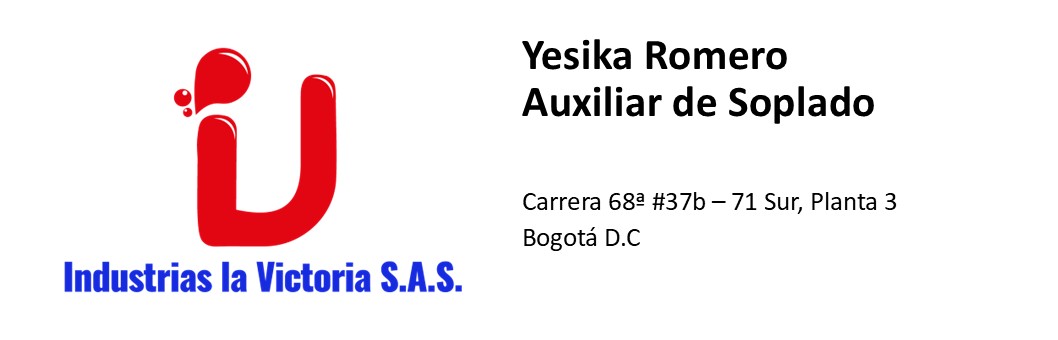 Yesika Romero
Auxiliar de Soplado
Carrera 68ª #37b – 71 Sur, Planta 3
Bogotá D.C
Industrias la Victoria S.A.S.